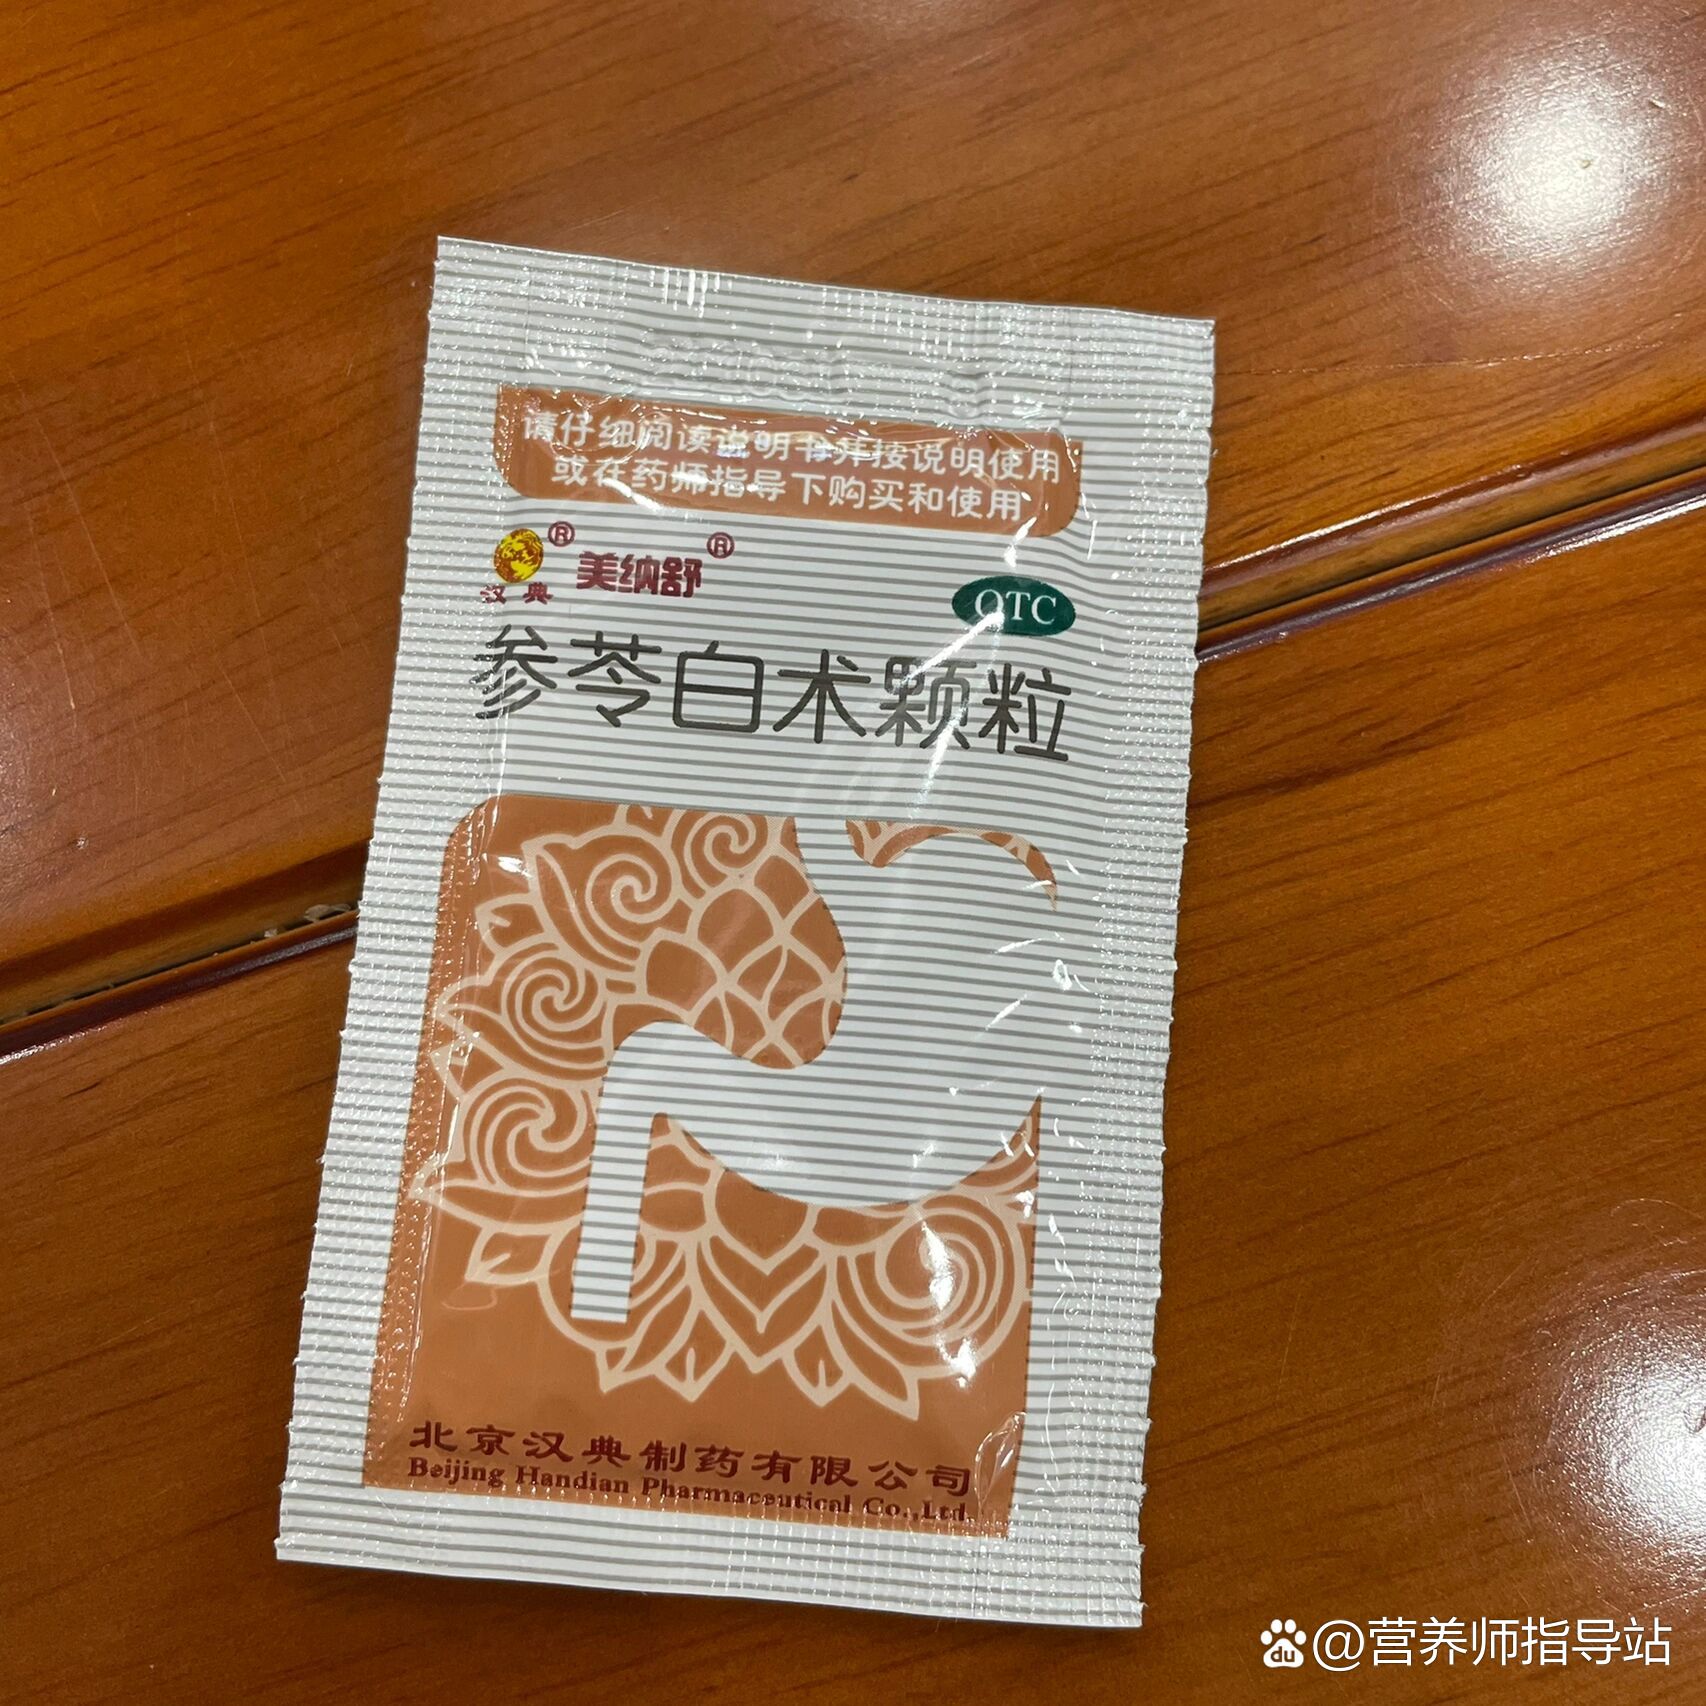 请仔细阅读说明书并按说明使用
或在药师指导下购买和使用
汉典® 美纳舒®
OTC
参苓白术颗粒
北京汉典制药有限公司
Beijing Handian Pharmaceutical Co.,Ltd.
du @营养师指导站